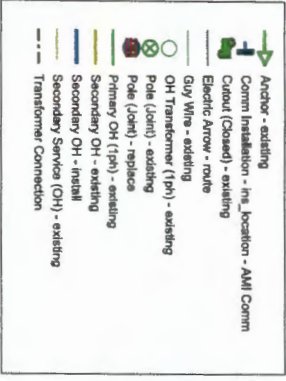 Anchor - existing
Comm Installation - ins_location - AMI Comm
Cutout (Closed) - existing
Electric Arrow - route
Guy Wire - existing
OH Transformer (1ph) - existing
Pole (Joint) - existing
Pole (Joint) - replace
Primary OH (1ph) - existing
Secondary OH - existing
Secondary OH - install
Secondary Service (OH) - existing
Transformer Connection